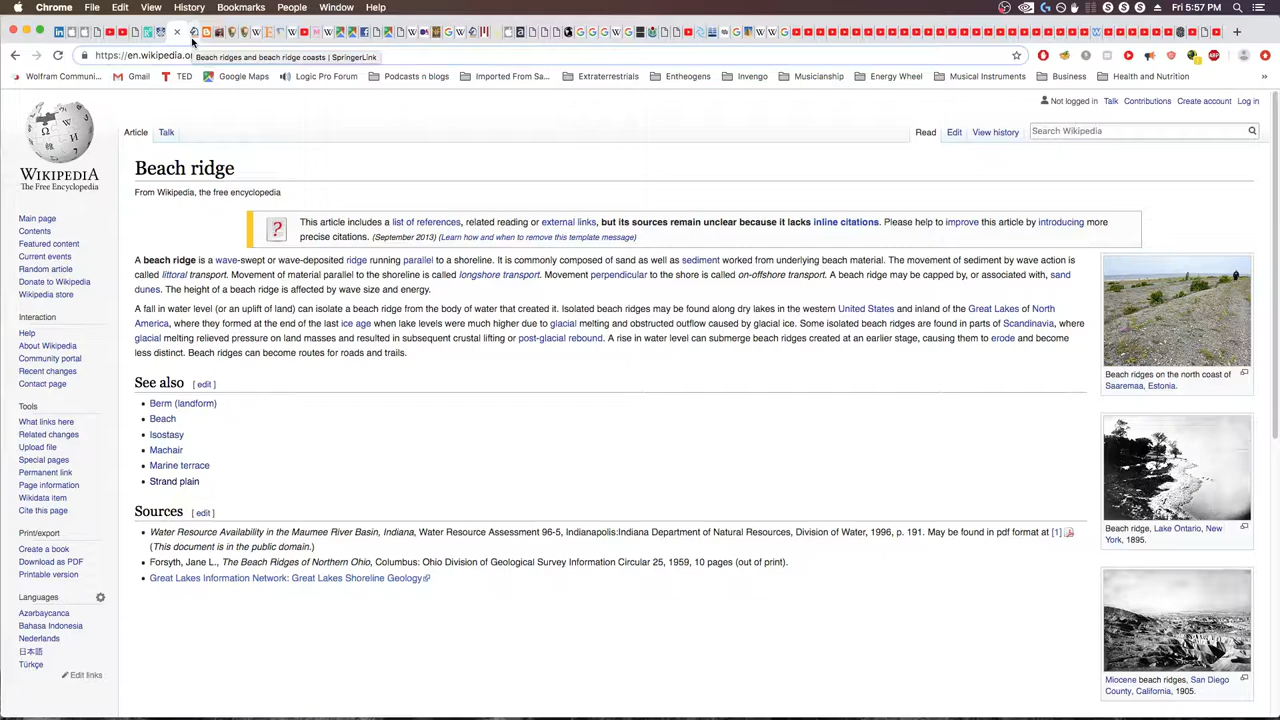 Chrome File Edit View History Bookmarks People Window Help
Fri 5:57 PM
https://en.wikipedia.o
Beach ridges and beach ridge coasts | SpringerLink
Wolfram Communi... Gmail TED Google Maps Logic Pro Forum Podcasts n blogs Imported From Sa... Extraterrestrials Entheogens Invengo Musicianship Energy Wheel Musical Instruments Business Health and Nutrition »
Not logged in Talk Contributions Create account Log in
Article Talk
Read Edit View history Search Wikipedia
WIKIPEDIA
The Free Encyclopedia
Main page
Contents
Featured content
Current events
Random article
Donate to Wikipedia
Wikipedia store
Interaction
Help
About Wikipedia
Community portal
Recent changes
Contact page
Tools
What links here
Related changes
Upload file
Special pages
Permanent link
Page information
Wikidata item
Cite this page
Print/export
Create a book
Download as PDF
Printable version
Languages
Azərbaycanca
Bahasa Indonesia
Nederlands
日本語
Türkçe
Edit links
Beach ridge
From Wikipedia, the free encyclopedia
This article includes a list of references, related reading or external links, but its sources remain unclear because it lacks inline citations. Please help to improve this article by introducing more
precise citations. (September 2013) (Learn how and when to remove this template message)
A beach ridge is a wave-swept or wave-deposited ridge running parallel to a shoreline. It is commonly composed of sand as well as sediment worked from underlying beach material. The movement of sediment by wave action is
called littoral transport. Movement of material parallel to the shoreline is called longshore transport. Movement perpendicular to the shore is called on-offshore transport. A beach ridge may be capped by, or associated with, sand
dunes. The height of a beach ridge is affected by wave size and energy.
A fall in water level (or an uplift of land) can isolate a beach ridge from the body of water that created it. Isolated beach ridges may be found along dry lakes in the western United States and inland of the Great Lakes of North
America, where they formed at the end of the last ice age when lake levels were much higher due to glacial melting and obstructed outflow caused by glacial ice. Some isolated beach ridges are found in parts of Scandinavia, where
glacial melting relieved pressure on land masses and resulted in subsequent crustal lifting or post-glacial rebound. A rise in water level can submerge beach ridges created at an earlier stage, causing them to erode and become
less distinct. Beach ridges can become routes for roads and trails.
See also [ edit ]
Berm (landform)
Beach
Isostasy
Machair
Marine terrace
Strand plain
Sources [ edit ]
Water Resource Availability in the Maumee River Basin, Indiana, Water Resource Assessment 96-5, Indianapolis:Indiana Department of Natural Resources, Division of Water, 1996, p. 191. May be found in pdf format at [1]
(This document is in the public domain.)
Forsyth, Jane L., The Beach Ridges of Northern Ohio, Columbus: Ohio Division of Geological Survey Information Circular 25, 1959, 10 pages (out of print).
Great Lakes Information Network: Great Lakes Shoreline Geology
Beach ridges on the north coast of
Saaremaa, Estonia.
Beach ridge, Lake Ontario, New
York, 1895.
Miocene beach ridges, San Diego
County, California, 1905.